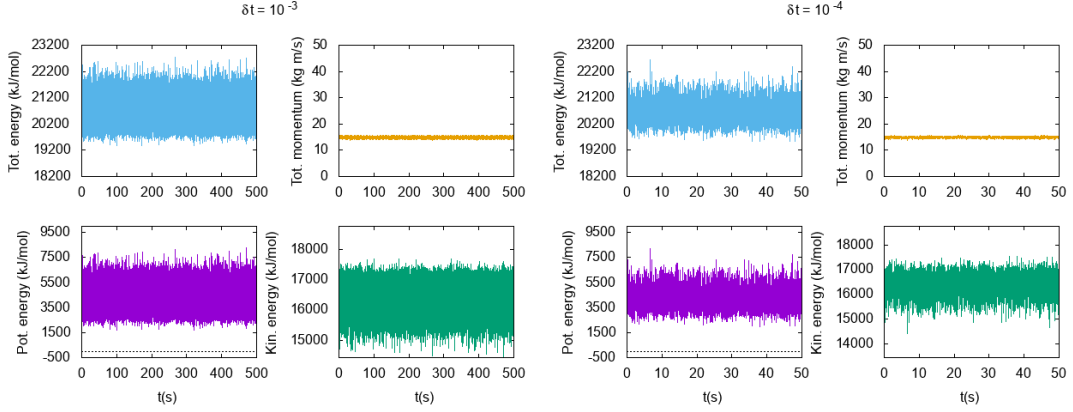 δt = 10⁻³
δt = 10⁻⁴
Tot. energy (kJ/mol)
23200
22200
21200
20200
19200
18200
0 100 200 300 400 500
Tot. momentum (kg m/s)
50
40
30
20
10
0
0 100 200 300 400 500
Tot. energy (kJ/mol)
23200
22200
21200
20200
19200
18200
0 10 20 30 40 50
Tot. momentum (kg m/s)
50
40
30
20
10
0
0 10 20 30 40 50
Pot. energy (kJ/mol)
9500
7500
5500
3500
1500
-500
0 100 200 300 400 500
t(s)
Kin. energy (kJ/mol)
18000
17000
16000
15000
0 100 200 300 400 500
t(s)
Pot. energy (kJ/mol)
9500
7500
5500
3500
1500
-500
0 10 20 30 40 50
t(s)
Kin. energy (kJ/mol)
18000
17000
16000
15000
14000
0 10 20 30 40 50
t(s)